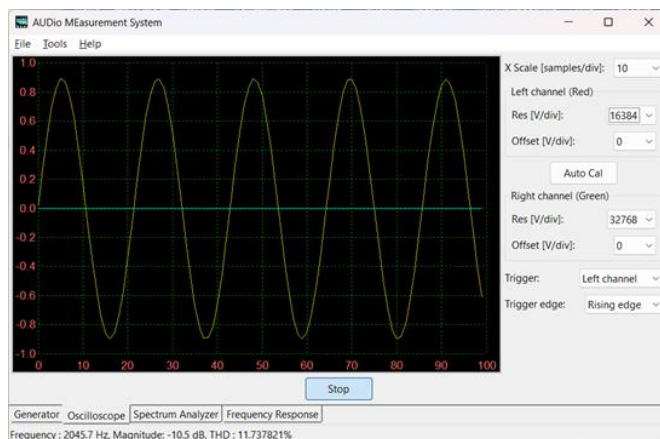 AUDio MEasurement System
File Tools Help
1.0
0.8
0.6
0.4
0.2
0.0
-0.2
-0.4
-0.6
-0.8
-1.0
0 10 20 30 40 50 60 70 80 90 100
X Scale [samples/div]: 10
Left channel (Red)
Res [V/div]: 16384
Offset [V/div]: 0
Auto Cal
Right channel (Green)
Res [V/div]: 32768
Offset [V/div]: 0
Trigger: Left channel
Trigger edge: Rising edge
Stop
Generator Oscilloscope Spectrum Analyzer Frequency Response
Frequency : 2045.7 Hz, Magnitude: -10.5 dB, THD : 11.737821%